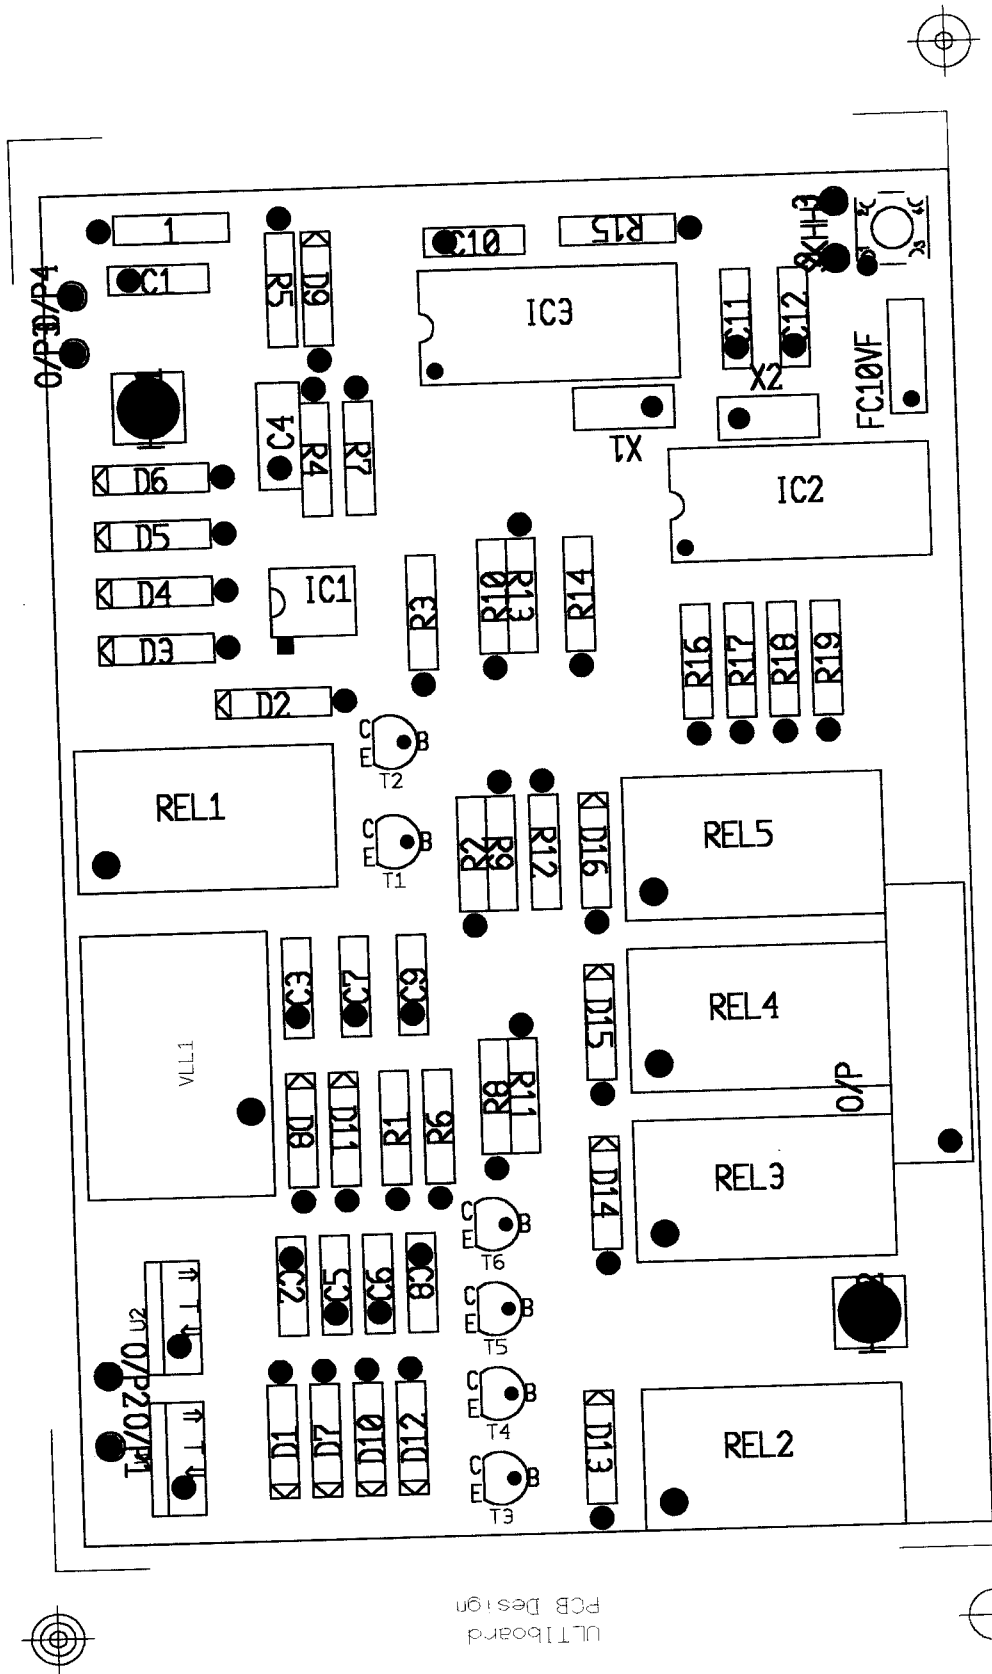 1
C1
O/P4
O/P3
R5
D9
C10
R15
IC3
C11
C12
X2
X1
FC10VF
D6
C4
R4
R7
IC2
D5
D4
IC1
R3
R10
R13
R14
D3
R16
R17
R18
R19
D2
C
B
E
T2
REL1
C
B
E
T1
R2
R9
R12
D16
REL5
C3
C7
C9
VLL1
D15
REL4
O/P
D8
D11
R1
R6
R8
R11
D14
REL3
C
B
E
T6
U2
C2
C5
C6
C8
C
B
E
T5
O/P2
O/P1
D1
D7
D10
D12
C
B
E
T4
D13
REL2
C
B
E
T3
ULTIboard
PCB Design